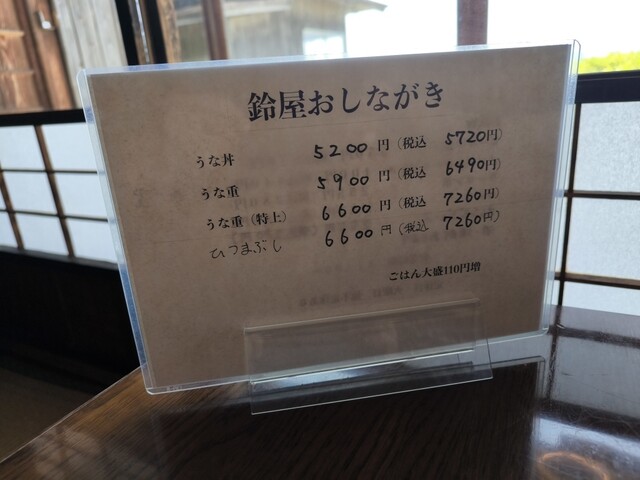 鈴屋おしながき
うな丼 5200円(税込 5720円)
うな重 5900円(税込 6490円)
うな重(特上) 6600円(税込 7260円)
ひつまぶし 6600円(税込 7260円)
ごはん大盛110円増